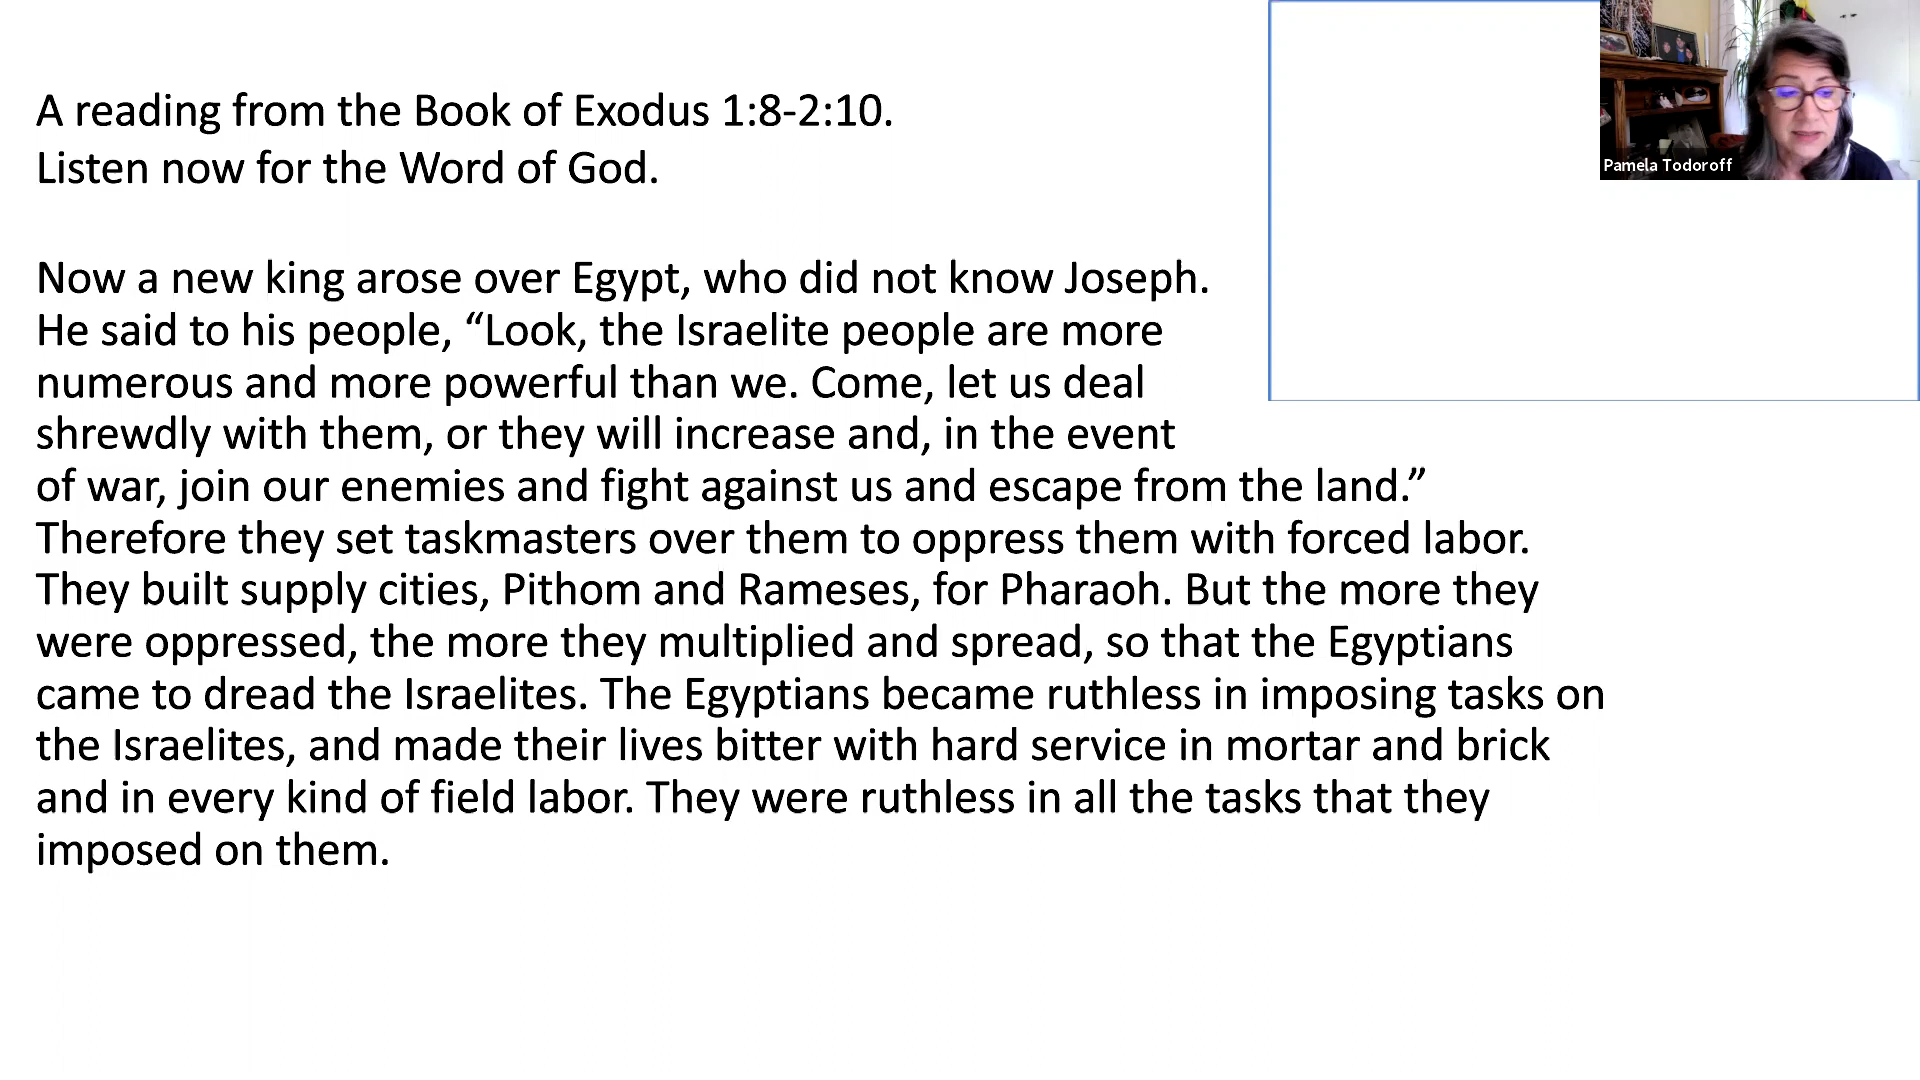 A reading from the Book of Exodus 1:8-2:10.
Listen now for the Word of God.
Now a new king arose over Egypt, who did not know Joseph.
He said to his people, “Look, the Israelite people are more
numerous and more powerful than we. Come, let us deal
shrewdly with them, or they will increase and, in the event
of war, join our enemies and fight against us and escape from the land.”
Therefore they set taskmasters over them to oppress them with forced labor.
They built supply cities, Pithom and Rameses, for Pharaoh. But the more they
were oppressed, the more they multiplied and spread, so that the Egyptians
came to dread the Israelites. The Egyptians became ruthless in imposing tasks on
the Israelites, and made their lives bitter with hard service in mortar and brick
and in every kind of field labor. They were ruthless in all the tasks that they
imposed on them.
Pamela Todoroff